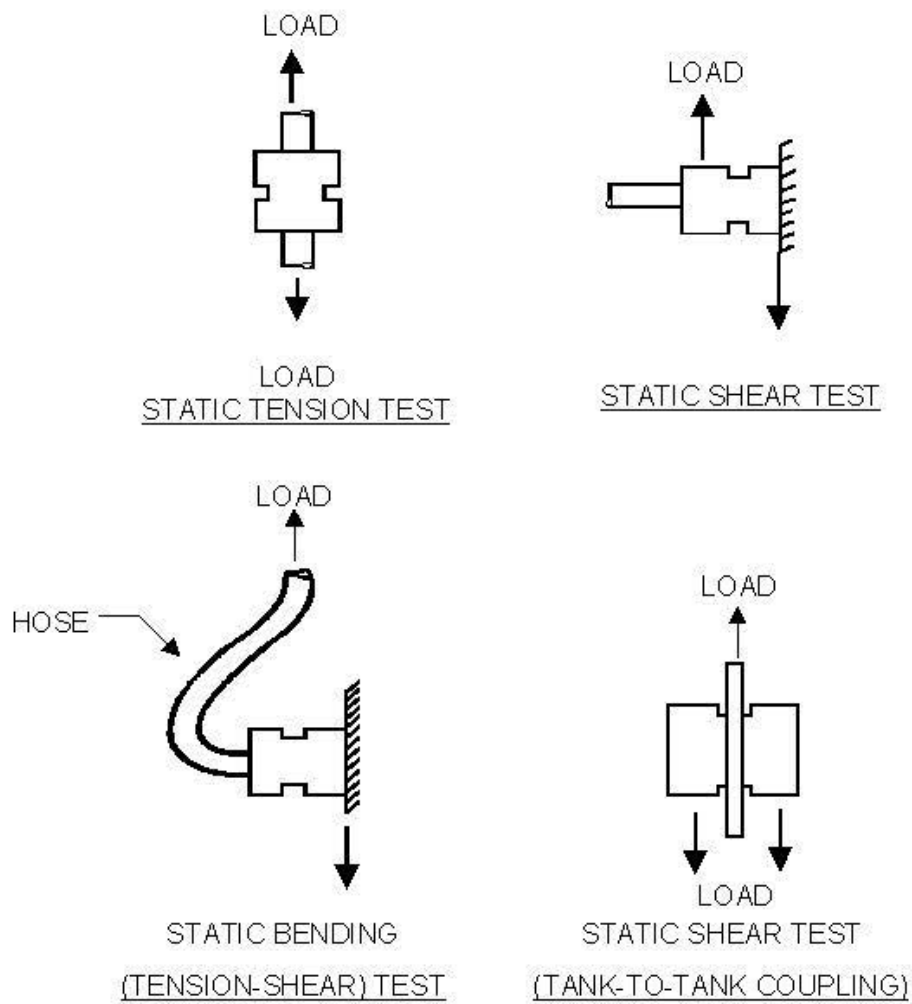 LOAD
LOAD
STATIC TENSION TEST
LOAD
STATIC SHEAR TEST
LOAD
HOSE
STATIC BENDING
(TENSION-SHEAR) TEST
LOAD
LOAD
STATIC SHEAR TEST
(TANK-TO-TANK COUPLING)